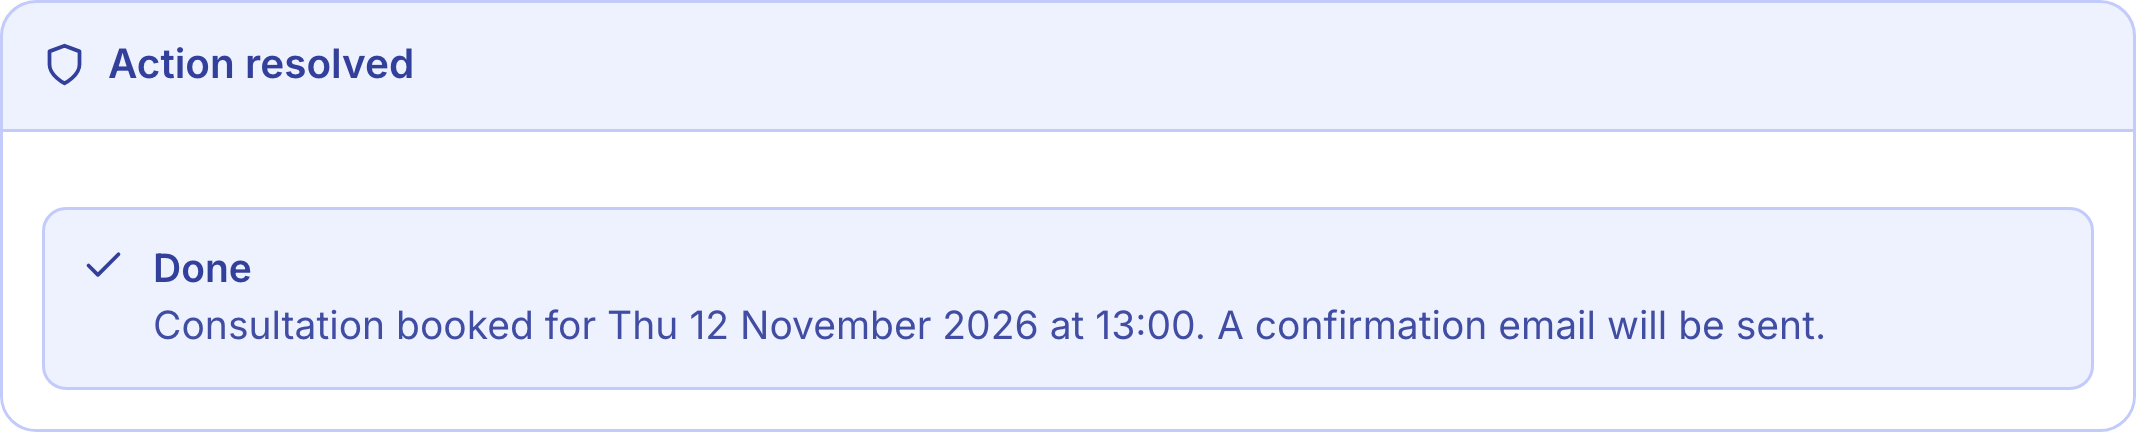 Action resolved
Done
Consultation booked for Thu 12 November 2026 at 13:00. A confirmation email will be sent.